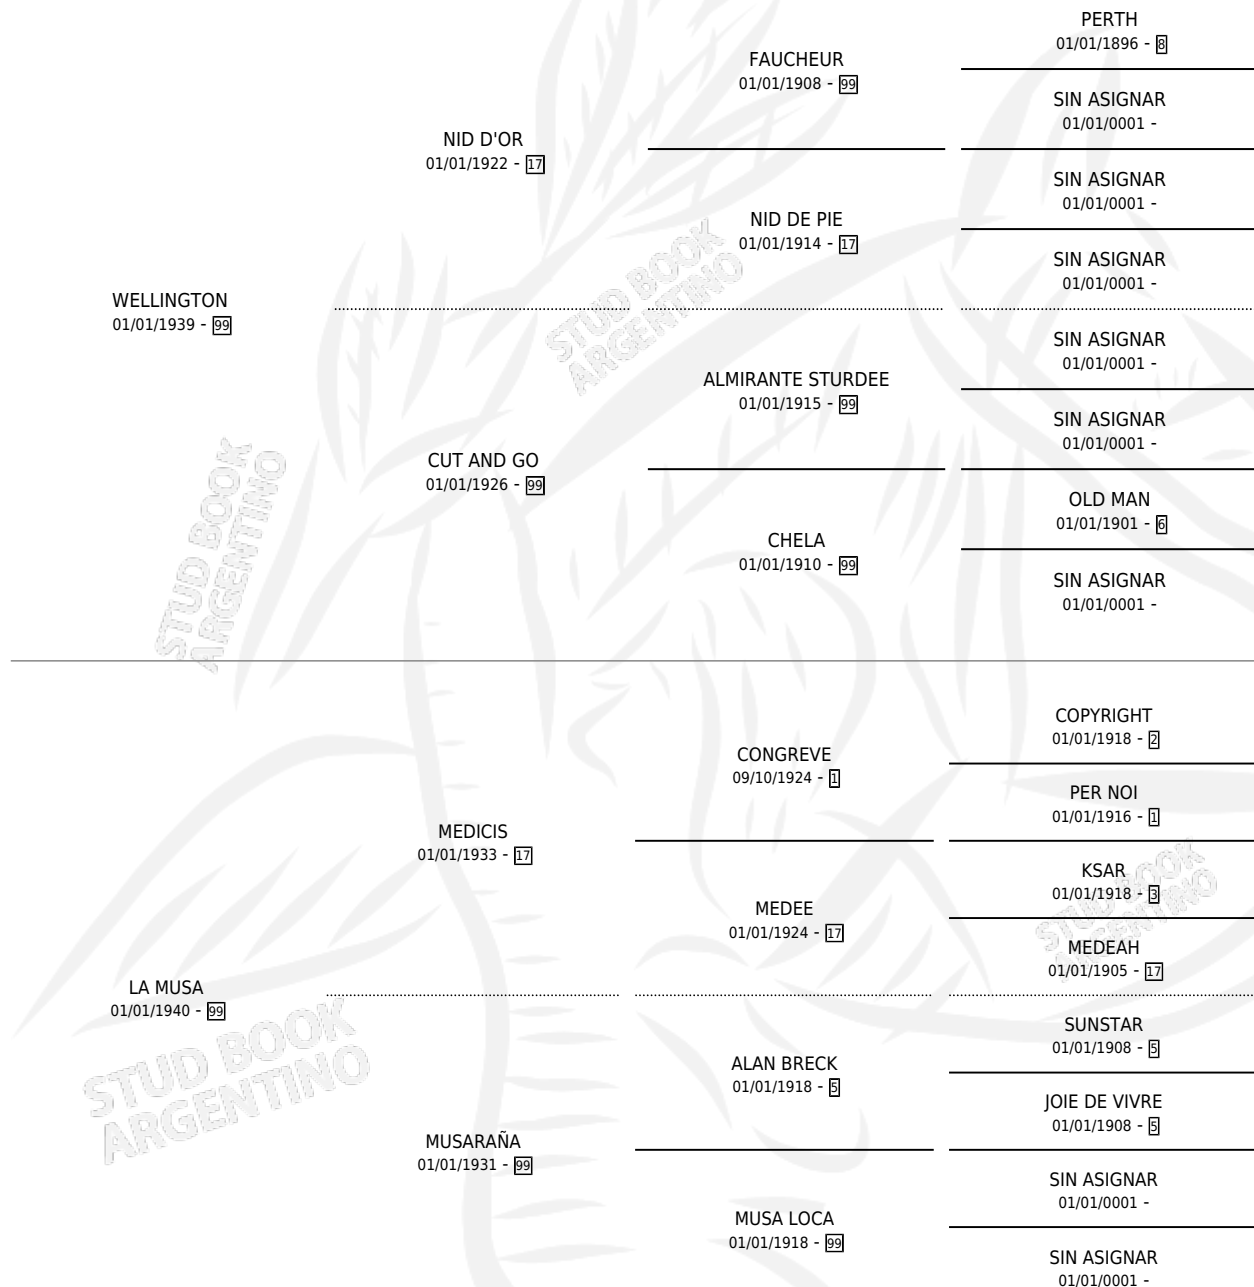 PERTH
01/01/1896 - 8
FAUCHEUR
01/01/1908 - 99
SIN ASIGNAR
01/01/0001 -
NID D'OR
01/01/1922 - 17
SIN ASIGNAR
01/01/0001 -
NID DE PIE
01/01/1914 - 17
SIN ASIGNAR
01/01/0001 -
WELLINGTON
01/01/1939 - 99
SIN ASIGNAR
01/01/0001 -
ALMIRANTE STURDEE
01/01/1915 - 99
SIN ASIGNAR
01/01/0001 -
CUT AND GO
01/01/1926 - 99
OLD MAN
01/01/1901 - 6
CHELA
01/01/1910 - 99
SIN ASIGNAR
01/01/0001 -
STUD BOOK
ARGENTINO
STUD BOOK
ARGENTINO
COPYRIGHT
01/01/1918 - 2
CONGREVE
09/10/1924 - 1
PER NOI
01/01/1916 - 1
MEDICIS
01/01/1933 - 17
KSAR
01/01/1918 - 3
MEDEE
01/01/1924 - 17
MEDEAH
01/01/1905 - 17
LA MUSA
01/01/1940 - 99
SUNSTAR
01/01/1908 - 5
ALAN BRECK
01/01/1918 - 5
JOIE DE VIVRE
01/01/1908 - 5
MUSARAÑA
01/01/1931 - 99
SIN ASIGNAR
01/01/0001 -
MUSA LOCA
01/01/1918 - 99
SIN ASIGNAR
01/01/0001 -
STUD BOOK
ARGENTINO
STUD BOOK
ARGENTINO